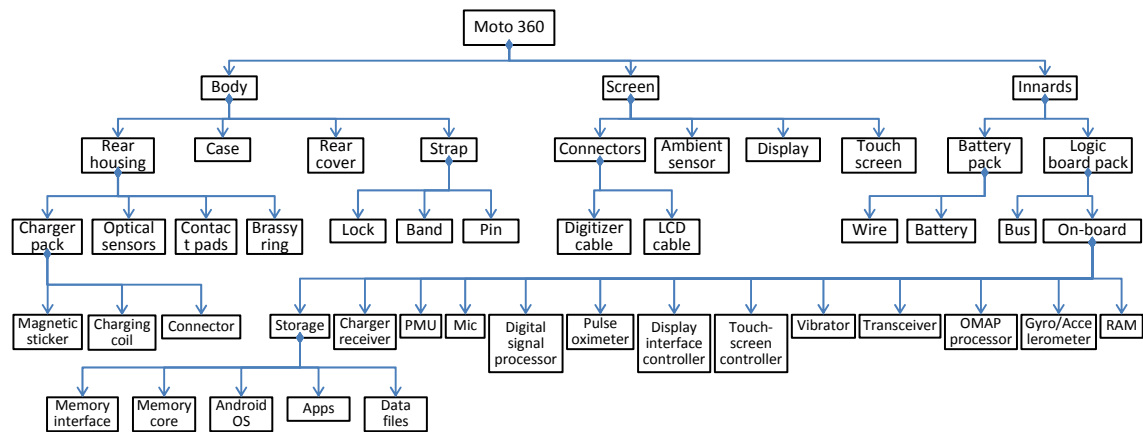 Moto 360
Body
Screen
Innards
Rear
housing
Case
Rear
cover
Strap
Connectors
Ambient
sensor
Display
Touch
screen
Battery
pack
Logic
board pack
Charger
pack
Optical
sensors
Contac
t pads
Brassy
ring
Lock
Band
Pin
Digitizer
cable
LCD
cable
Wire
Battery
Bus
On-board
Magnetic
sticker
Charging
coil
Connector
Storage
Charger
receiver
PMU
Mic
Digital
signal
processor
Pulse
oximeter
Display
interface
controller
Touch-
screen
controller
Vibrator
Transceiver
OMAP
processor
Gyro/Acce
lerometer
RAM
Memory
interface
Memory
core
Android
OS
Apps
Data
files